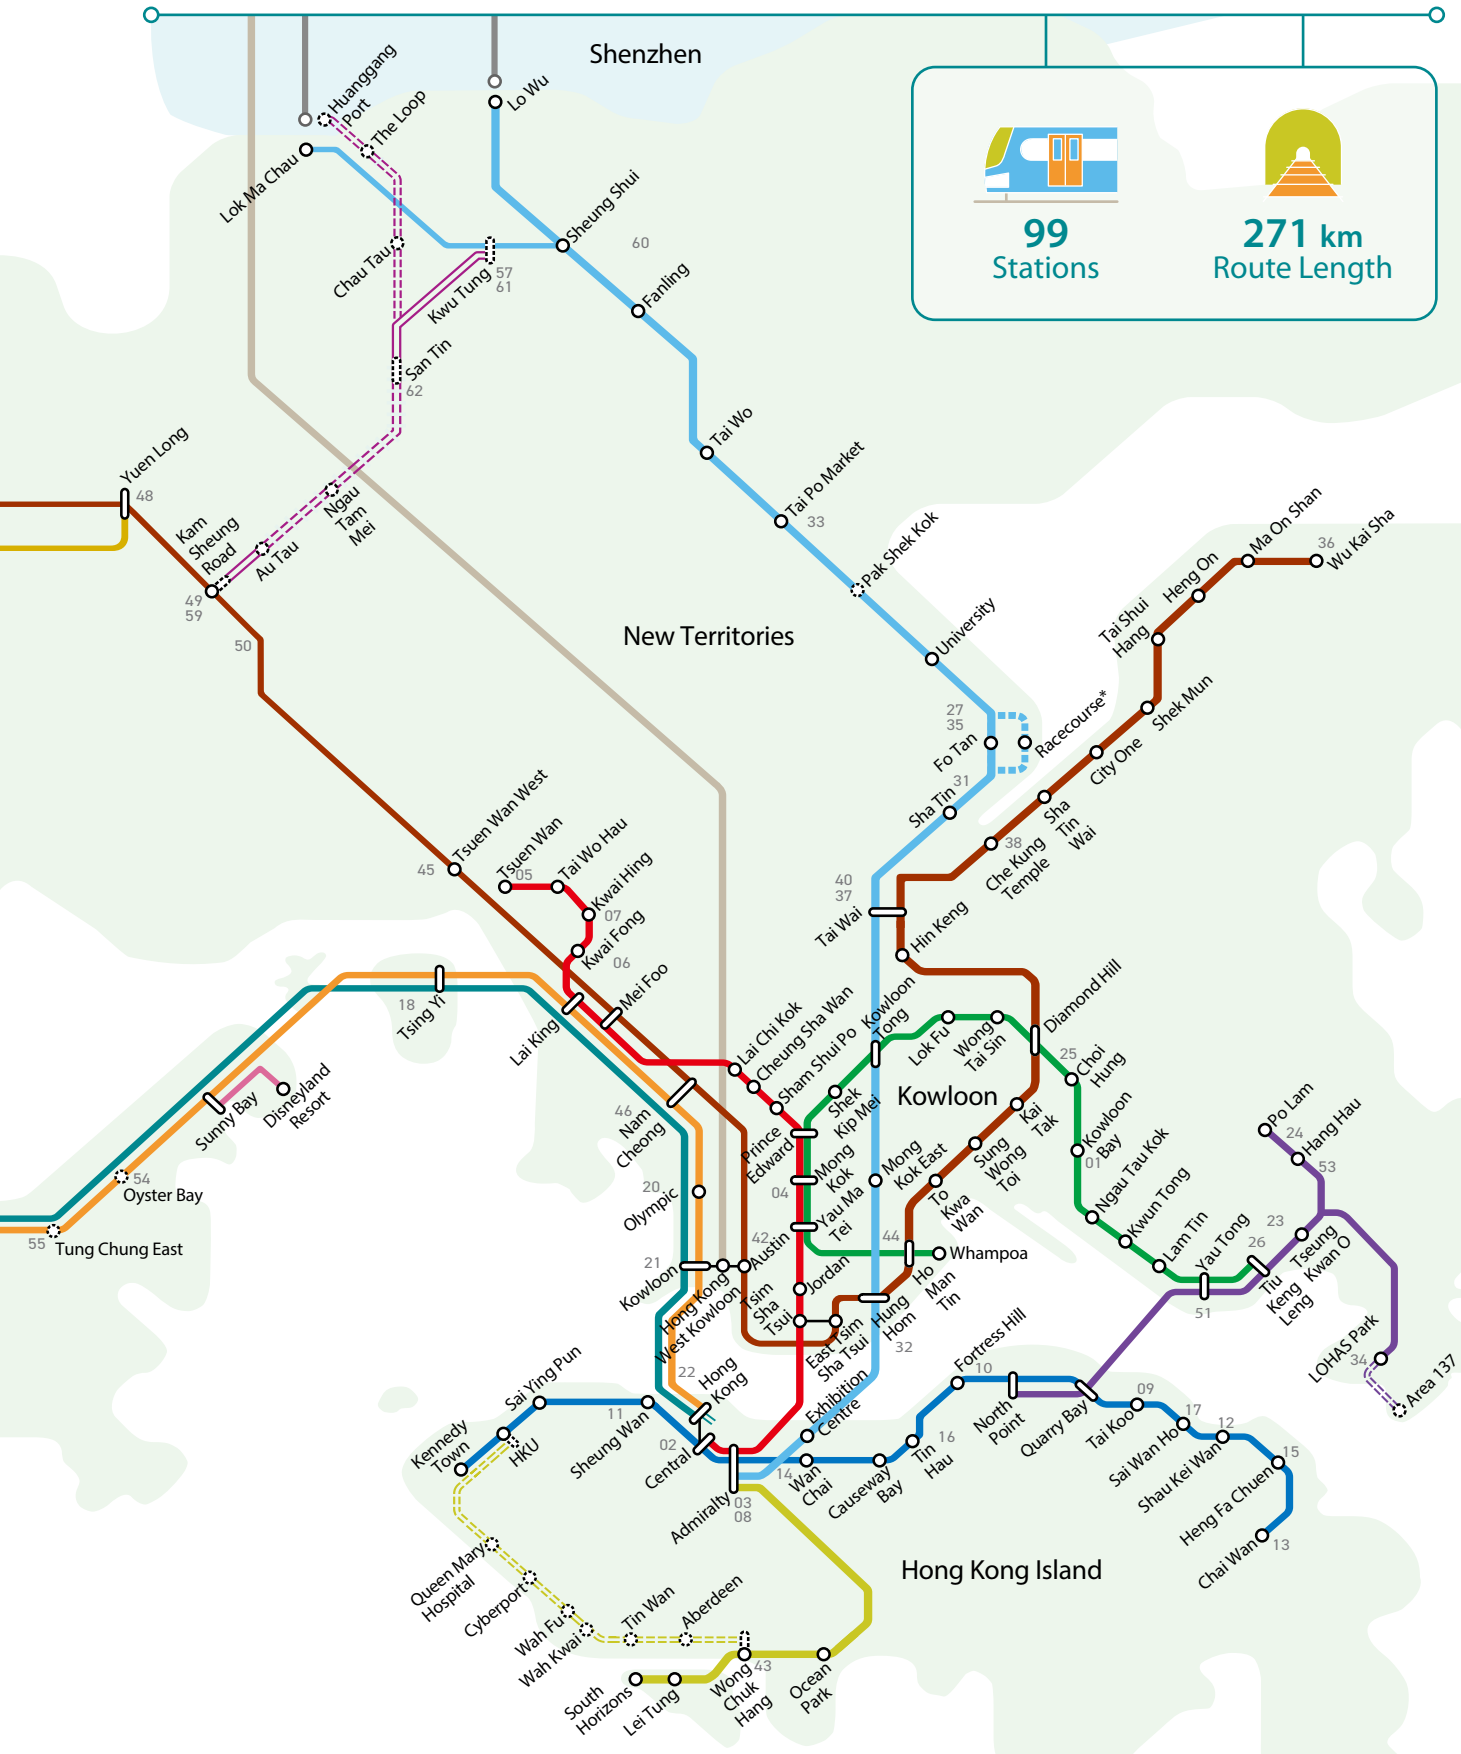 Shenzhen
Huanggang
Port
The Loop
Lo Wu
Lok Ma Chau
Sheung Shui
60
99
Stations
271 km
Route Length
Chau Tau
Kwu Tung
57
61
Fanling
San Tin
62
Yuen Long
48
Tai Wo
Tai Po Market
33
Kam
Sheung
Road
49
59
Au Tau
Ngau
Tam
Mei
Pak Shek Kok
Ma On Shan
36
Wu Kai Sha
Heng On
Tai Shui
Hang
50
New Territories
University
Shek Mun
27
35
Fo Tan
Racecourse*
City One
31
Sha Tin
Sha
Tin
Wai
38
Che Kung
Temple
Tsuen Wan West
45
Tsuen Wan
05
Tai Wo Hau
Kwai Hing
07
Kwai Fong
06
40
37
Tai Wai
Hin Keng
Mei Foo
Lai King
18
Tsing Yi
Diamond Hill
Lai Chi Kok
Cheung Sha Wan
Sham Shui Po
Kowloon
Tong
Lok Fu
Wong
Tai Sin
25
Choi
Hung
Kowloon
Shek
Kip Mei
Sunny Bay
Disneyland
Resort
46
Nam
Cheong
Prince
Edward
Kai
Tak
Kowloon
Bay
01
Po Lam
24
Hang Hau
53
54
Oyster Bay
55
Tung Chung East
20
Olympic
04
Mong
Kok
Mong
Kok East
Sung
Wong
Toi
Ngau Tau Kok
Kwun Tong
Lam Tin
Yau Tong
51
26
23
Tseung
Kwan O
Tiu
Keng
Leng
Yau Ma
Tei
To
Kwa
Wan
44
Whampoa
Ho
Man
Tin
42
Austin
21
Kowloon
Hong Kong
West Kowloon
Jordan
Tsim
Sha
Tsui
East Tsim
Sha Tsui
Hung
Hom
32
LOHAS Park
34
Area 137
22
Hong
Kong
Exhibition
Centre
Fortress Hill
10
Kennedy
Town
HKU
Sai Ying Pun
11
Sheung Wan
02
Central
Admiralty
03
08
14
Wan
Chai
Causeway
Bay
16
Tin
Hau
North
Point
Quarry Bay
09
Tai Koo
17
Sai Wan Ho
12
Shau Kei Wan
15
Heng Fa Chuen
Chai Wan
13
Hong Kong Island
Queen Mary
Hospital
Cyberport
Wah Fu
Wah Kwai
Tin Wan
Aberdeen
43
Wong
Chuk
Hang
Ocean
Park
South
Horizons
Lei Tung